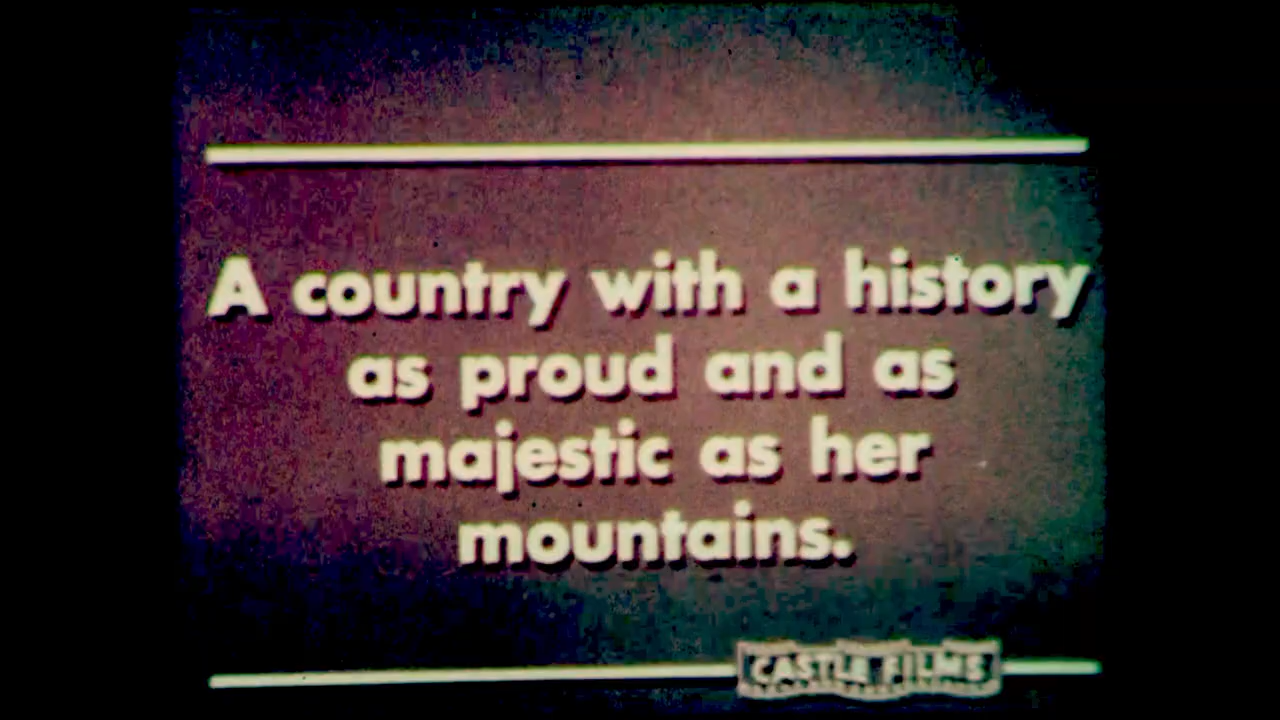 A country with a history
as proud and as
majestic as her
mountains.
CASTLE FILMS